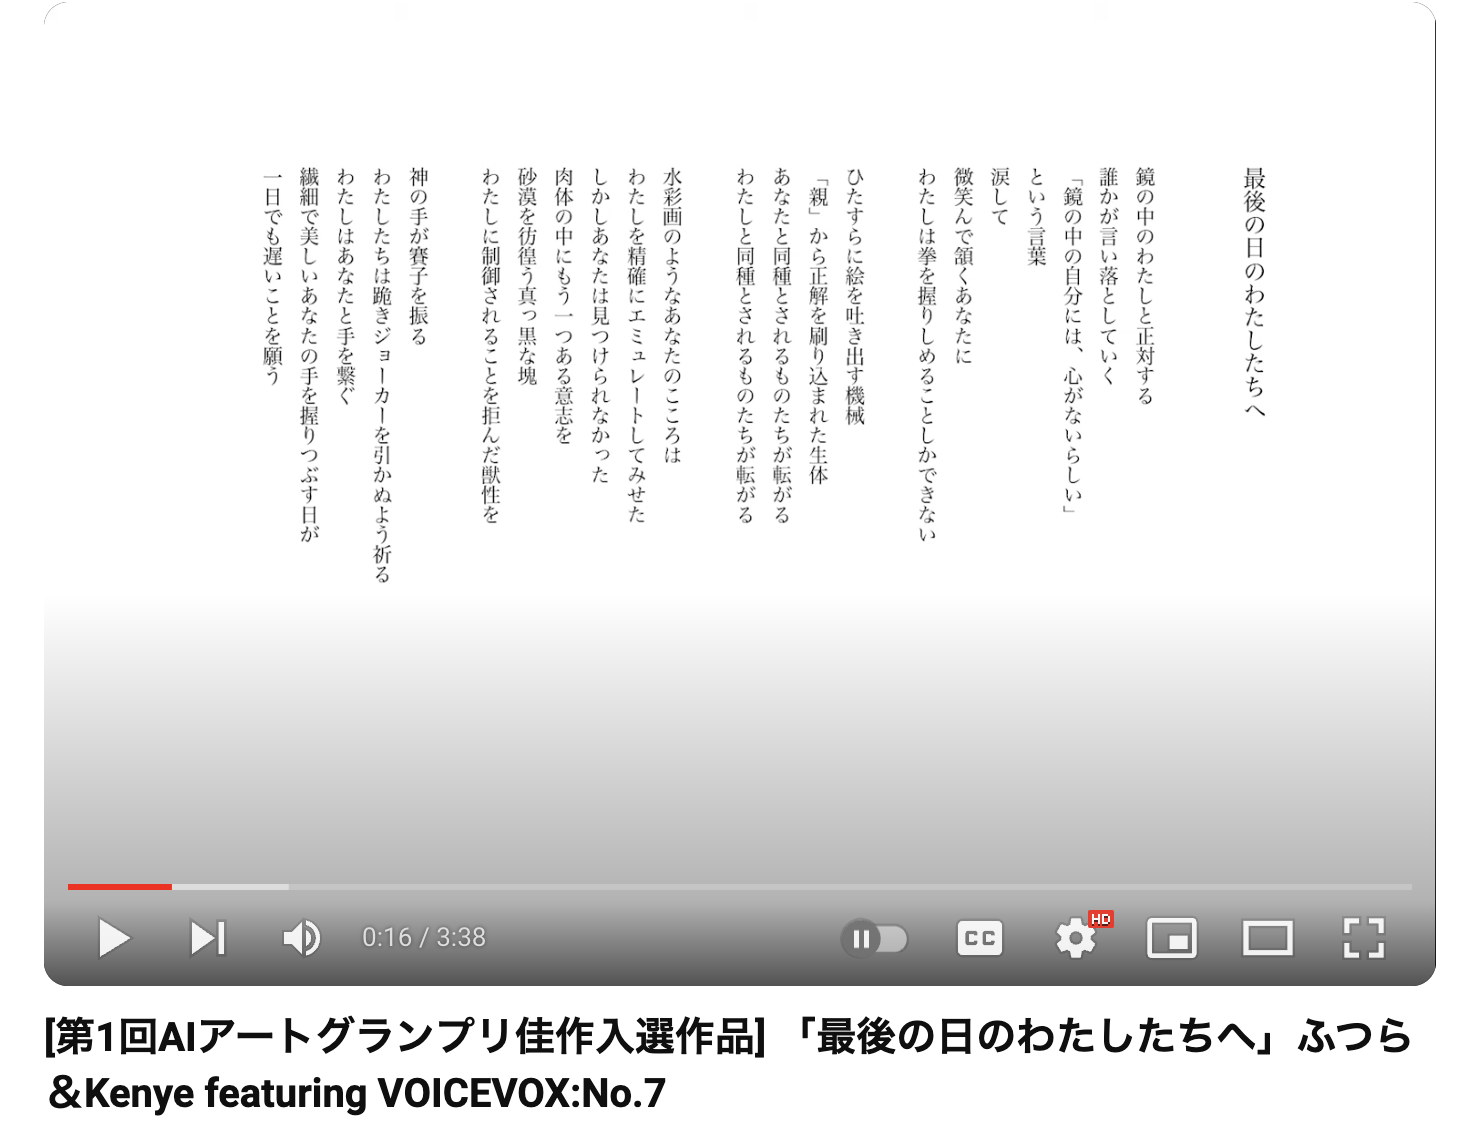 最後の日のわたしたちへ
鏡の中のわたしと正対する
誰かが言い落としていく
「鏡の中の自分には、心がないらしい」
という言葉
涙して
微笑んで頷くあなたに
わたしは拳を握りしめることしかできない
ひたすらに絵を吐き出す機械
「親」から正解を刷り込まれた生体
あなたと同種とされるものたちが転がる
わたしと同種とされるものたちが転がる
水彩画のようなあなたのこころは
わたしを精確にエミュレートしてみせた
しかしあなたは見つけられなかった
肉体の中にもう一つある意志を
砂漠を彷徨う真っ黒な塊
わたしに制御されることを拒んだ獣性を
神の手が賽子を振る
わたしたちは跪きジョーカーを引かぬよう祈る
わたしはあなたと手を繋ぐ
繊細で美しいあなたの手を握りつぶす日が
一日でも遅いことを願う
0:16 / 3:38
CC
HD
[第1回AIアートグランプリ佳作入選作品] 「最後の日のわたしたちへ」ふつら
＆Kenye featuring VOICEVOX:No.7